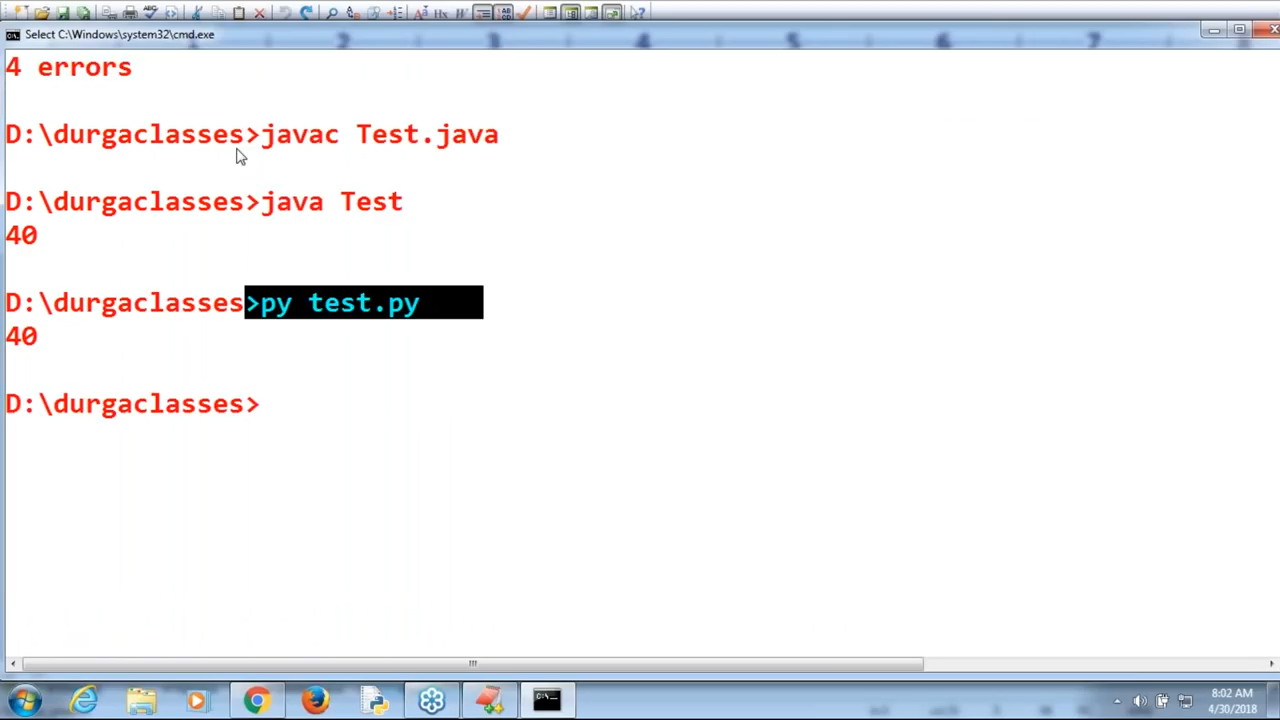 Select C:\Windows\system32\cmd.exe
4 errors
D:\durgaclasses>javac Test.java
D:\durgaclasses>java Test
40
D:\durgaclasses>py test.py
40
D:\durgaclasses>
8:02 AM
4/30/2018